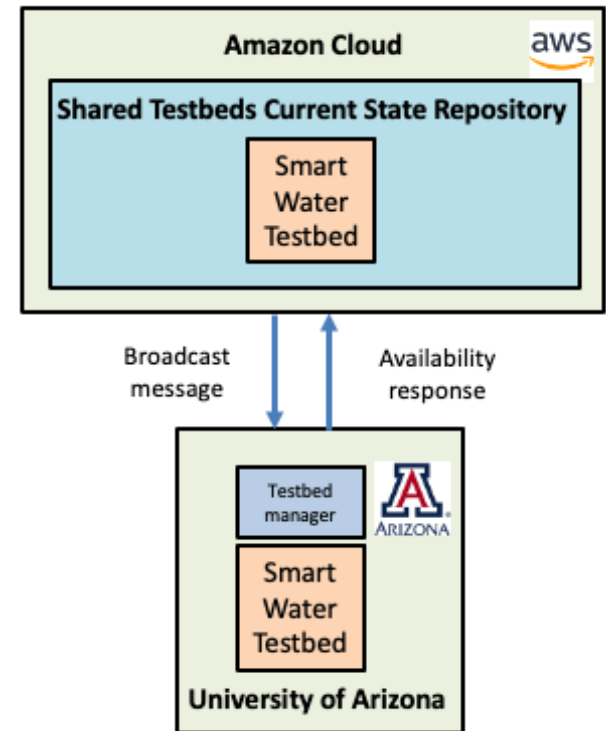 Amazon Cloud
aws
Shared Testbeds Current State Repository
Smart
Water
Testbed
Broadcast
message
Availability
response
Testbed
manager
A
ARIZONA
Smart
Water
Testbed
University of Arizona